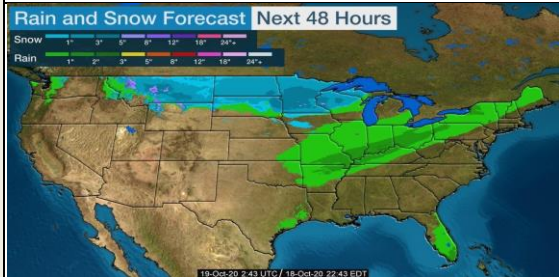 Rain and Snow Forecast Next 48 Hours
Snow
1" 3" 5" 8" 12" 18" 24"+
Rain
1" 2" 3" 5" 8" 12" 18" 24"+
19-Oct-20 2:43 UTC / 18-Oct-20 22:43 EDT